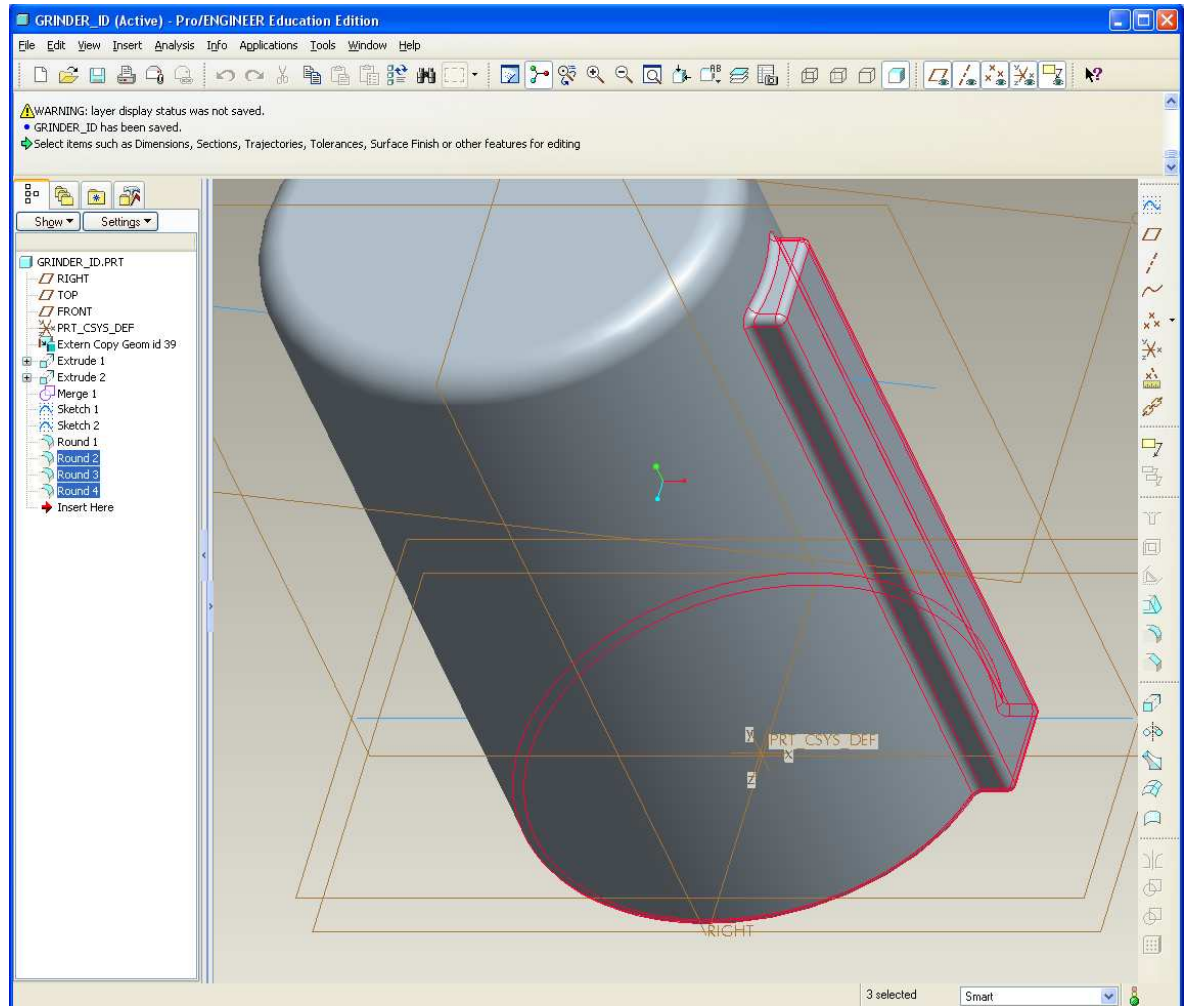 GRINDER_ID (Active) - Pro/ENGINEER Education Edition
File Edit View Insert Analysis Info Applications Tools Window Help
WARNING: layer display status was not saved.
GRINDER_ID has been saved.
Select items such as Dimensions, Sections, Trajectories, Tolerances, Surface Finish or other features for editing
Show Settings
GRINDER_ID.PRT
RIGHT
TOP
FRONT
PRT_CSYS_DEF
Extern Copy Geom id 39
Extrude 1
Extrude 2
Merge 1
Sketch 1
Sketch 2
Round 1
Round 2
Round 3
Round 4
Insert Here
y
PRT_CSYS_DEF
x
z
RIGHT
3 selected Smart